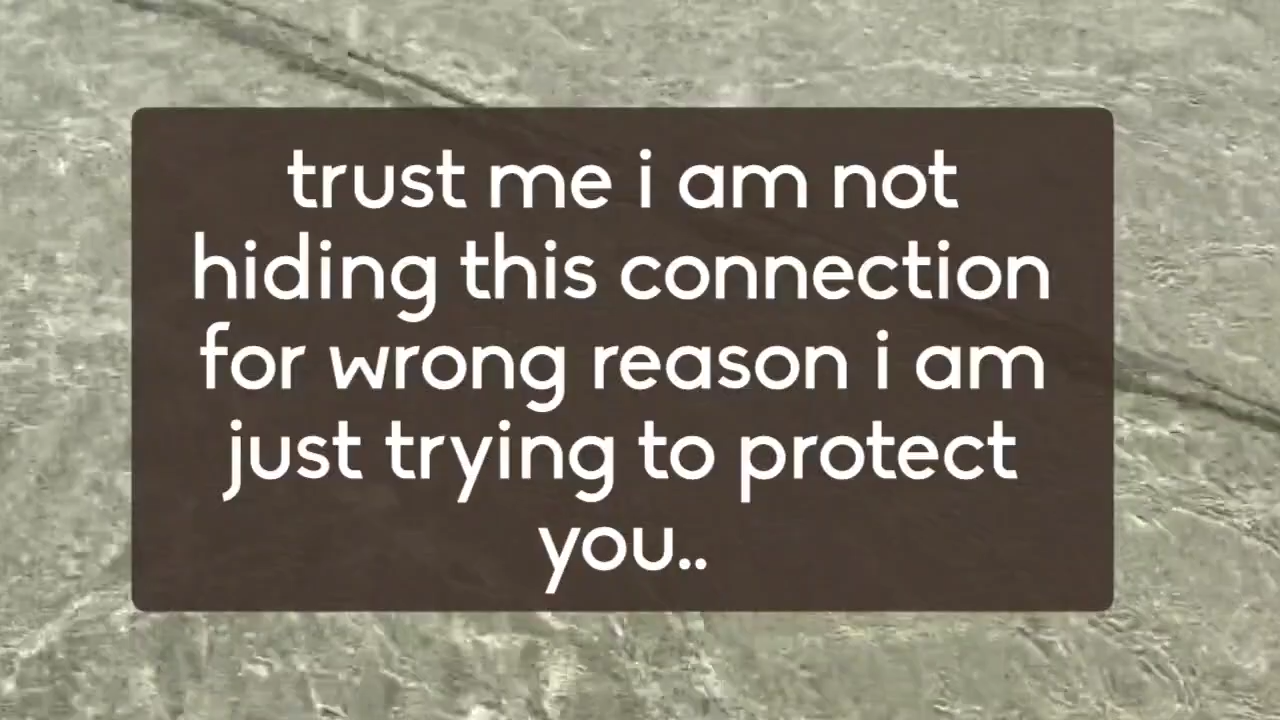 trust me i am not
hiding this connection
for wrong reason i am
just trying to protect
you..